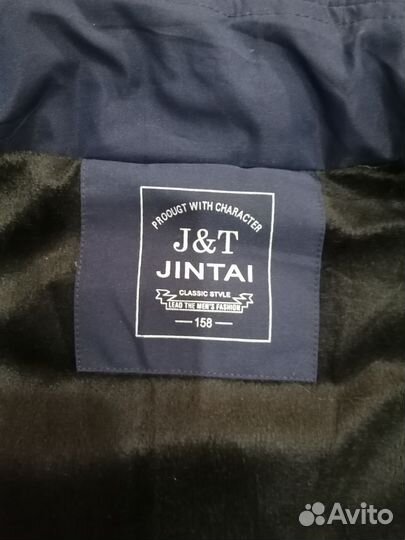 PROOUGT WITH CHARACTER
J&T
JINTAI
CLASSIC STYLE
LEAD THE MEN'S FASHION
158
Avito